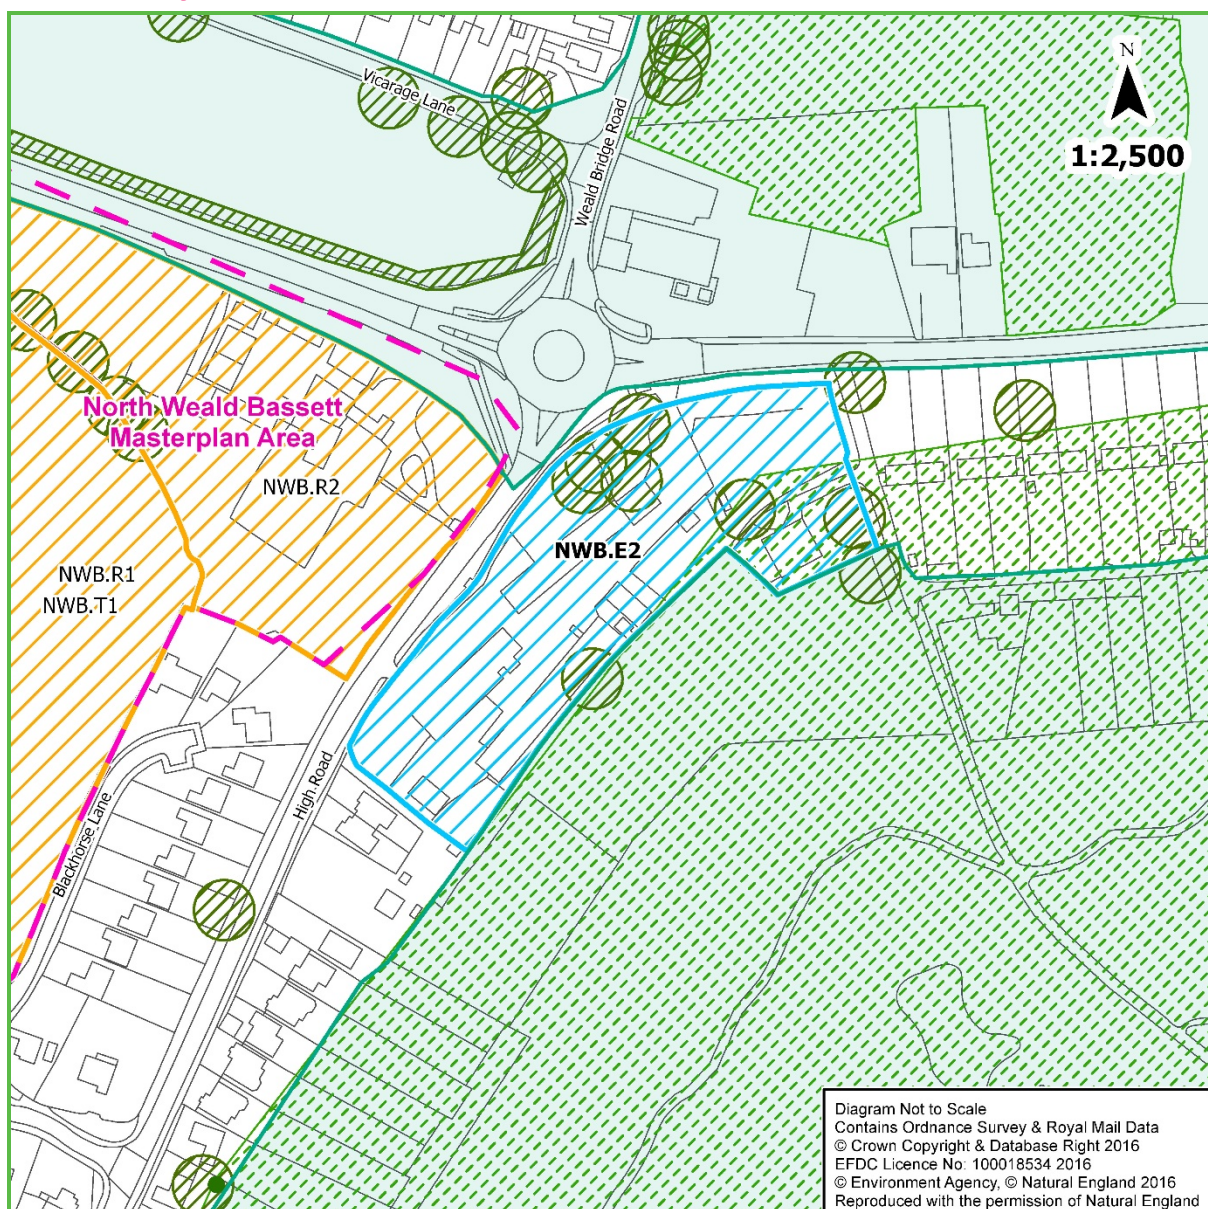 Vicarage Lane
Weald Bridge Road
N
1:2,500
North Weald Bassett
Masterplan Area
NWB.R2
NWB.E2
NWB.R1
NWB.T1
High Road
Blackhorse Lane
Diagram Not to Scale
Contains Ordnance Survey & Royal Mail Data
© Crown Copyright & Database Right 2016
EFDC Licence No: 100018534 2016
© Environment Agency, © Natural England 2016
Reproduced with the permission of Natural England